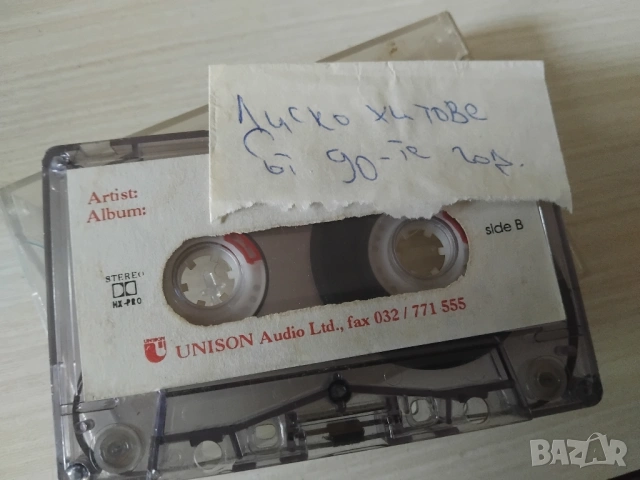 Диско хитове
от 90-те год.
Artist:
Album:
side B
STEREO
HX-PRO
UNISON Audio Ltd., fax 032 / 771 555
BAZAR